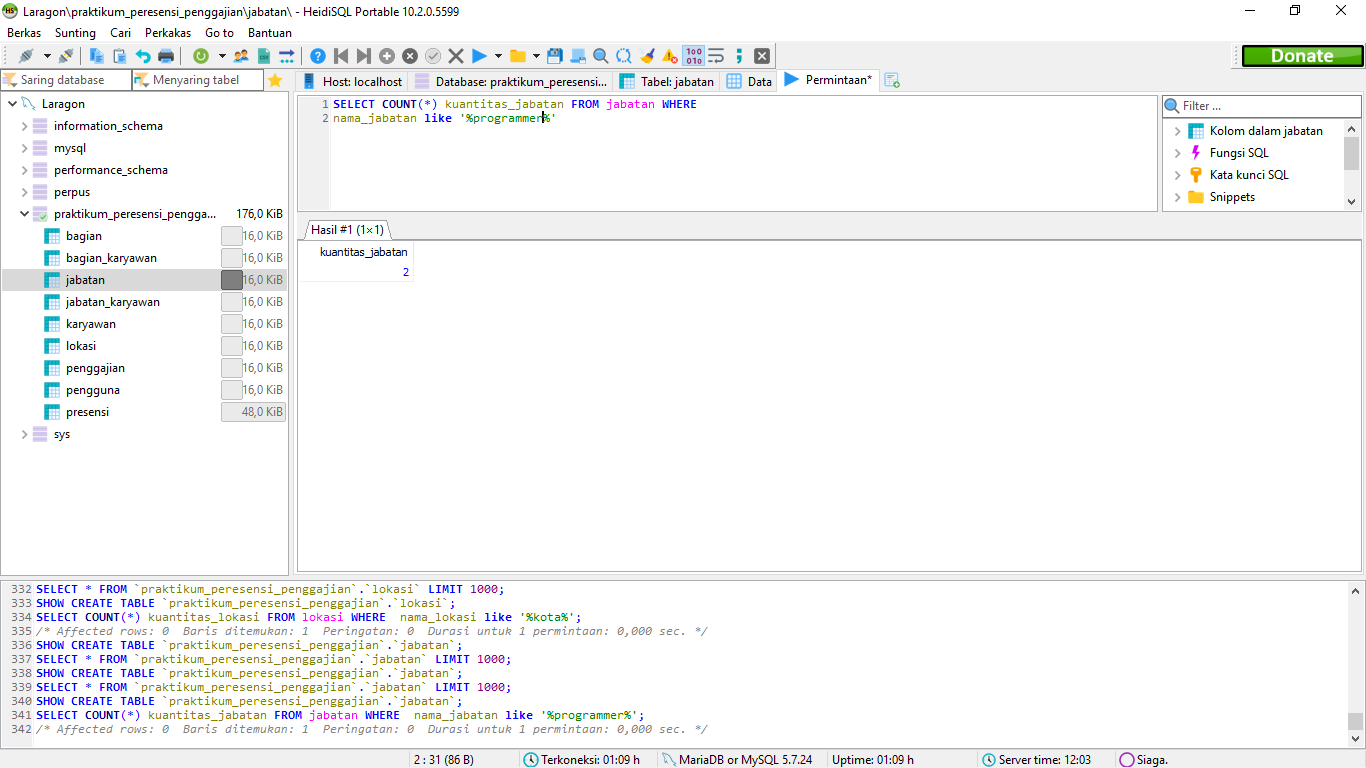 Laragon\praktikum_peresensi_penggajian\jabatan\ - HeidiSQL Portable 10.2.0.5599
Berkas Sunting Cari Perkakas Go to Bantuan
Donate
Saring database Menyaring tabel
Host: localhost Database: praktikum_peresensi... Tabel: jabatan Data Permintaan*
Laragon
information_schema
mysql
performance_schema
perpus
praktikum_peresensi_pengga... 176,0 KiB
bagian 16,0 KiB
bagian_karyawan 16,0 KiB
jabatan 16,0 KiB
jabatan_karyawan 16,0 KiB
karyawan 16,0 KiB
lokasi 16,0 KiB
penggajian 16,0 KiB
pengguna 16,0 KiB
presensi 48,0 KiB
sys
1 SELECT COUNT(*) kuantitas_jabatan FROM jabatan WHERE
2 nama_jabatan like '%programmer%'
Filter ...
Kolom dalam jabatan
Fungsi SQL
Kata kunci SQL
Snippets
Hasil #1 (1×1)
kuantitas_jabatan
2
332 SELECT * FROM `praktikum_peresensi_penggajian`.`lokasi` LIMIT 1000;
333 SHOW CREATE TABLE `praktikum_peresensi_penggajian`.`lokasi`;
334 SELECT COUNT(*) kuantitas_lokasi FROM lokasi WHERE  nama_lokasi like '%kota%';
335 /* Affected rows: 0  Baris ditemukan: 1  Peringatan: 0  Durasi untuk 1 permintaan: 0,000 sec. */
336 SHOW CREATE TABLE `praktikum_peresensi_penggajian`.`jabatan`;
337 SELECT * FROM `praktikum_peresensi_penggajian`.`jabatan` LIMIT 1000;
338 SHOW CREATE TABLE `praktikum_peresensi_penggajian`.`jabatan`;
339 SELECT * FROM `praktikum_peresensi_penggajian`.`jabatan` LIMIT 1000;
340 SHOW CREATE TABLE `praktikum_peresensi_penggajian`.`jabatan`;
341 SELECT COUNT(*) kuantitas_jabatan FROM jabatan WHERE  nama_jabatan like '%programmer%';
342 /* Affected rows: 0  Baris ditemukan: 1  Peringatan: 0  Durasi untuk 1 permintaan: 0,000 sec. */
2 : 31 (86 B) Terkoneksi: 01:09 h MariaDB or MySQL 5.7.24 Uptime: 01:09 h Server time: 12:03 Siaga.